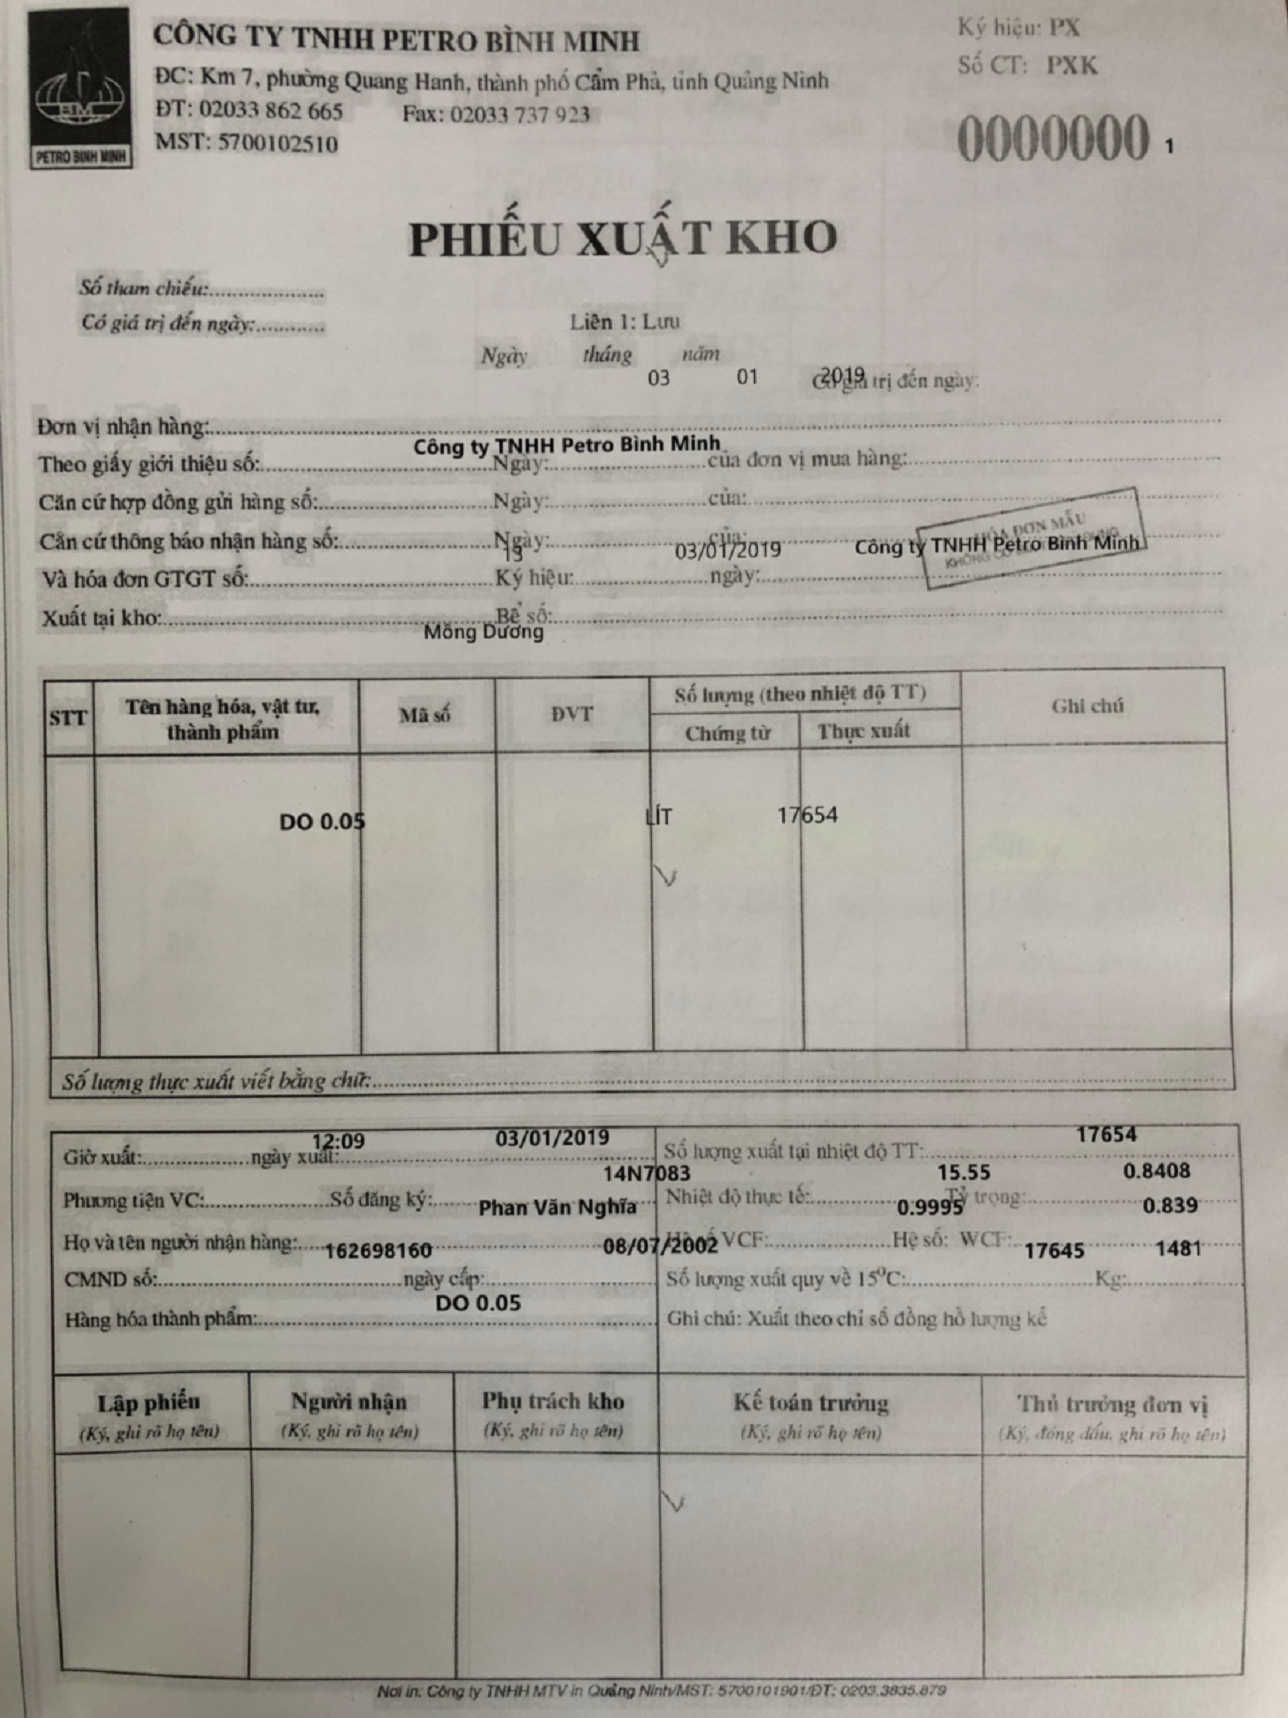 CÔNG TY TNHH PETRO BÌNH MINH
ĐC: Km 7, phường Quang Hanh, thành phố Cẩm Phả, tỉnh Quảng Ninh
ĐT: 02033 862 665 Fax: 02033 737 923
MST: 5700102510
BM
PETRO BINH MINH
Ký hiệu: PX
Số CT: PXK
0000000 1
PHIẾU XUẤT KHO
Số tham chiếu:
Có giá trị đến ngày:
Liên 1: Lưu
Ngày tháng năm
03 01 2019
Có giá trị đến ngày:
Đơn vị nhận hàng:
Công ty TNHH Petro Bình Minh
Theo giấy giới thiệu số: Ngày: của đơn vị mua hàng:
Căn cứ hợp đồng gửi hàng số: Ngày: của:
HÓA ĐƠN MẪU
Căn cứ thông báo nhận hàng số: Ngày: của:
13 03/01/2019 Công ty TNHH Petro Bình Minh
Và hóa đơn GTGT số: Ký hiệu: ngày:
Xuất tại kho: Bể số:
Mông Dương
STT Tên hàng hóa, vật tư, thành phẩm Mã số ĐVT Số lượng (theo nhiệt độ TT) Ghi chú
Chứng từ Thực xuất
DO 0.05 LÍT 17654
Số lượng thực xuất viết bằng chữ:
12:09 03/01/2019 17654
Giờ xuất: ngày xuất: Số lượng xuất tại nhiệt độ TT:
14N7083 15.55 0.8408
Phương tiện VC: Số đăng ký: Nhiệt độ thực tế: Tỷ trọng:
Phan Văn Nghĩa 0.9995 0.839
Họ và tên người nhận hàng: Hệ số VCF: Hệ số: WCF:
162698160 08/07/2002 17645 1481
CMND số: ngày cấp: Số lượng xuất quy về 15⁰C: Kg:
DO 0.05
Hàng hóa thành phẩm: Ghi chú: Xuất theo chỉ số đồng hồ lượng kế
Lập phiếu Người nhận Phụ trách kho Kế toán trưởng Thủ trưởng đơn vị
(Ký, ghi rõ họ tên) (Ký, ghi rõ họ tên) (Ký, ghi rõ họ tên) (Ký, ghi rõ họ tên) (Ký, đóng dấu, ghi rõ họ tên)
Nơi in: Công ty TNHH MTV in Quảng Ninh/MST: 5700101901/ĐT: 0203.3835.879